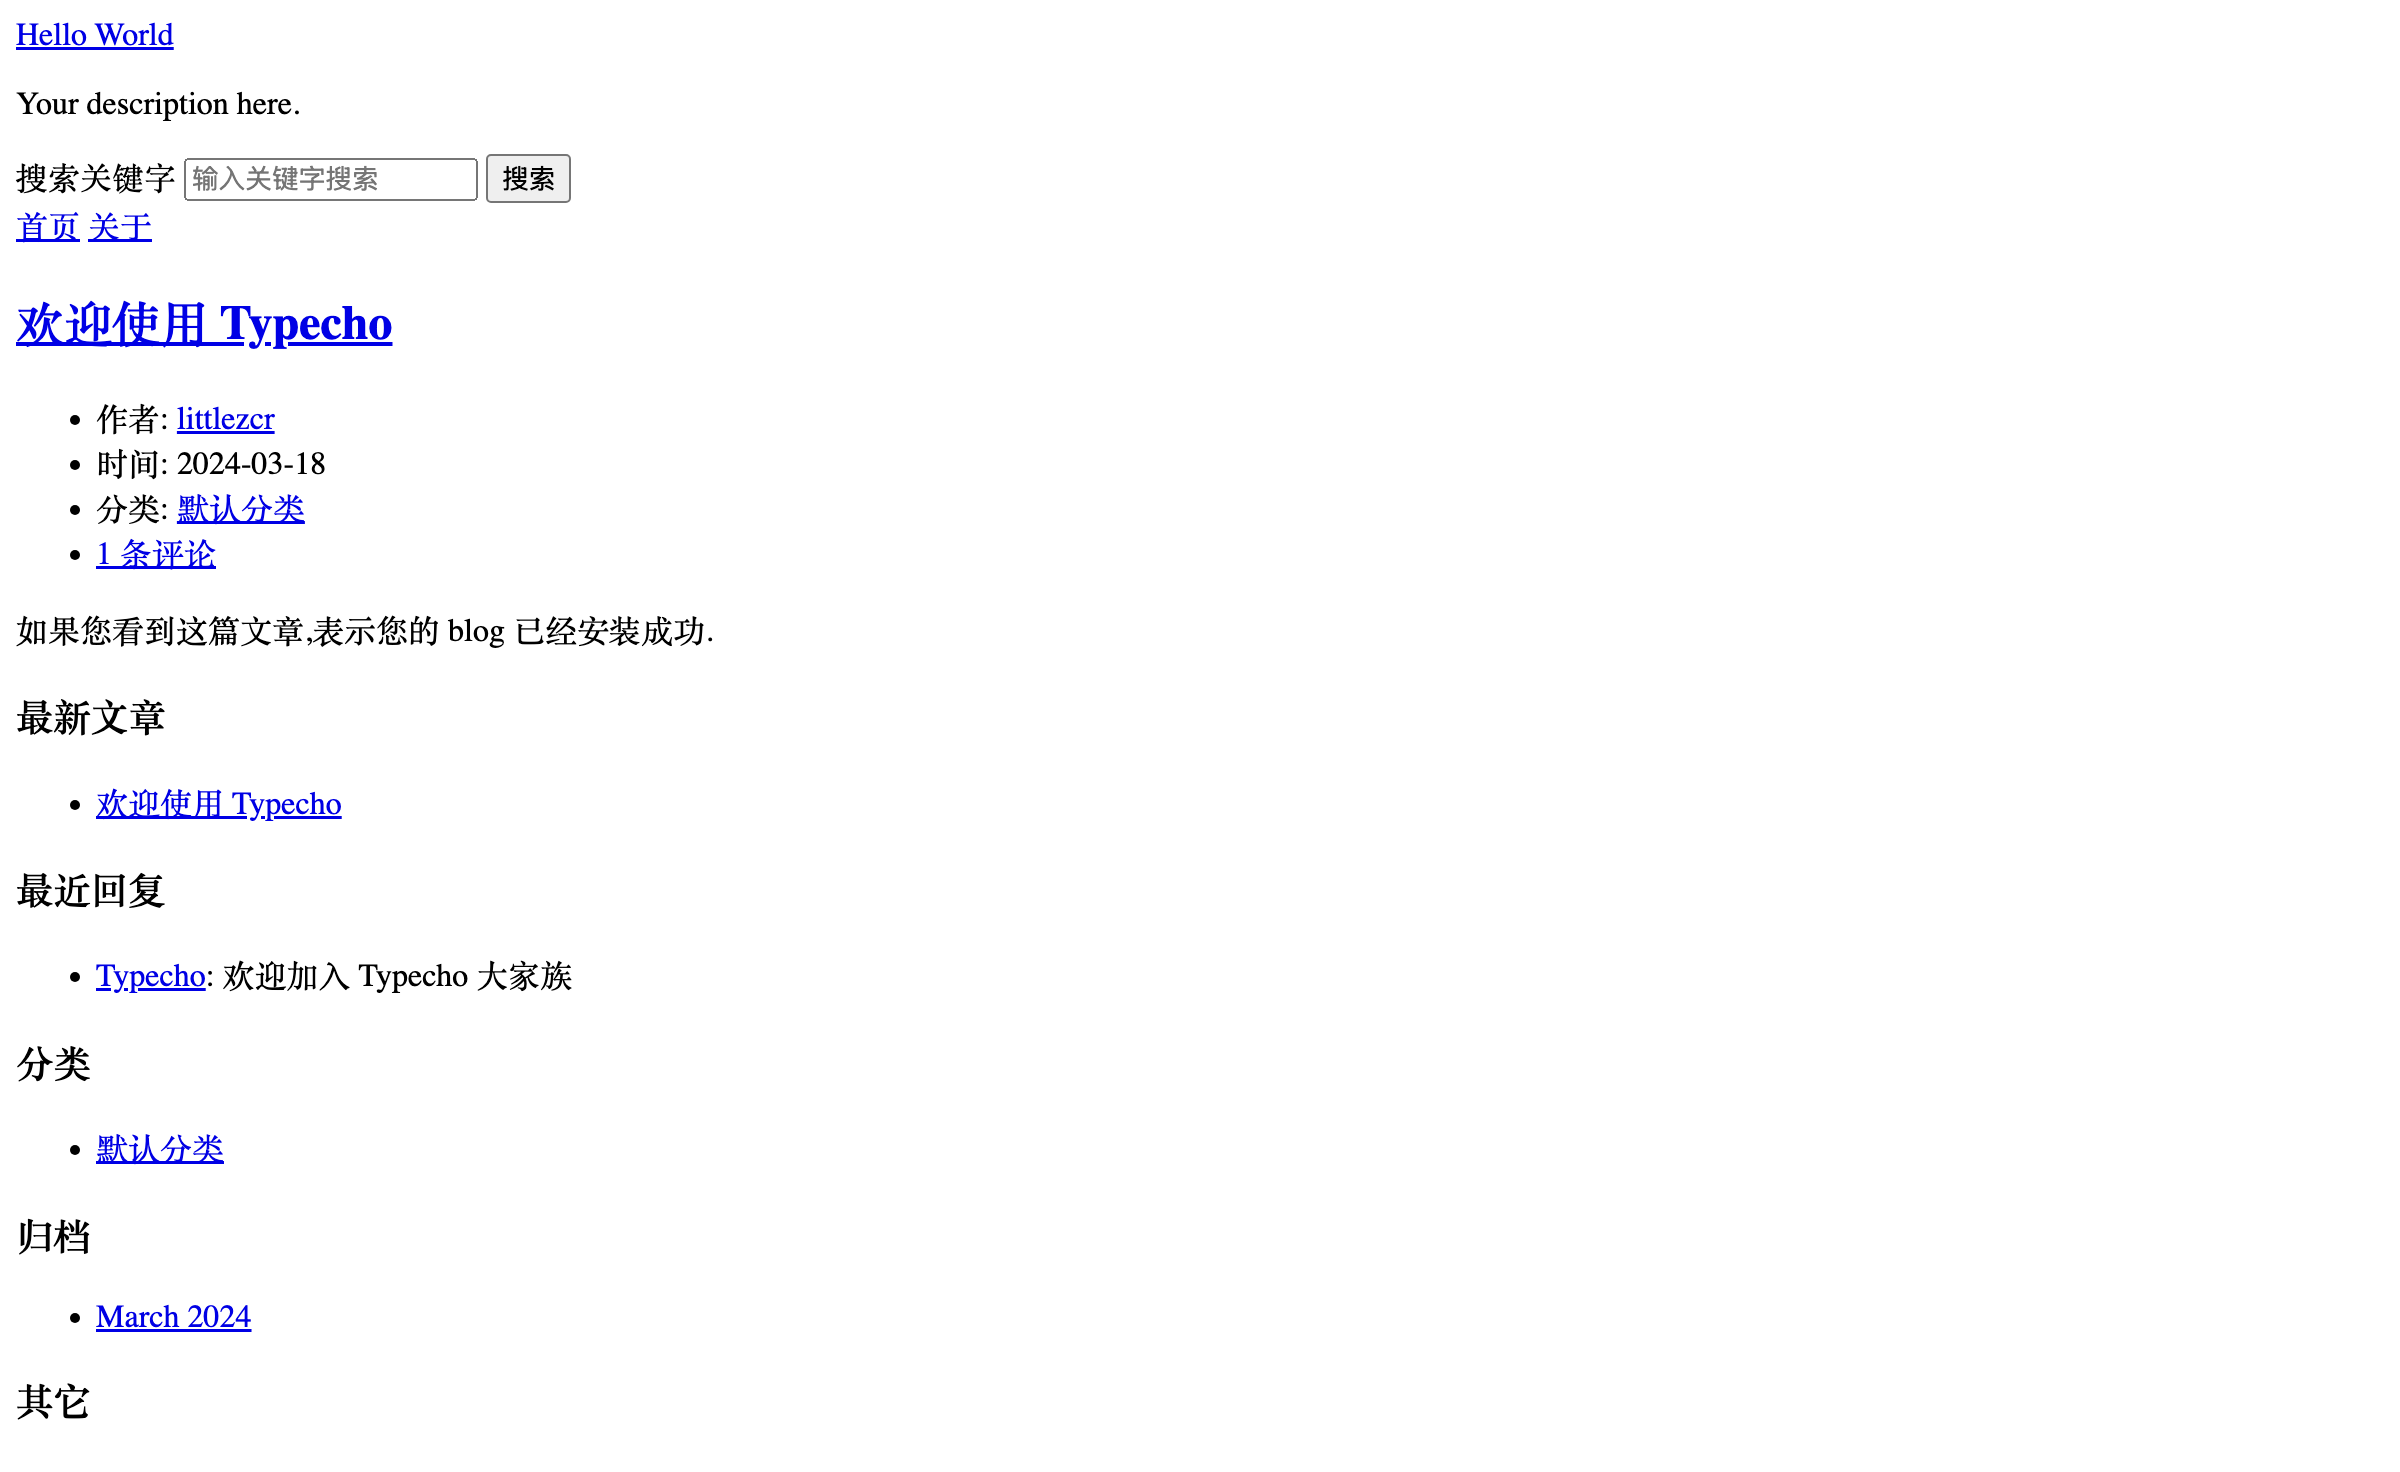 Hello World
Your description here.
搜索关键字 输入关键字搜索 搜索
首页 关于
欢迎使用 Typecho
作者: littlezcr
时间: 2024-03-18
分类: 默认分类
1 条评论
如果您看到这篇文章,表示您的 blog 已经安装成功.
最新文章
欢迎使用 Typecho
最近回复
Typecho: 欢迎加入 Typecho 大家族
分类
默认分类
归档
March 2024
其它